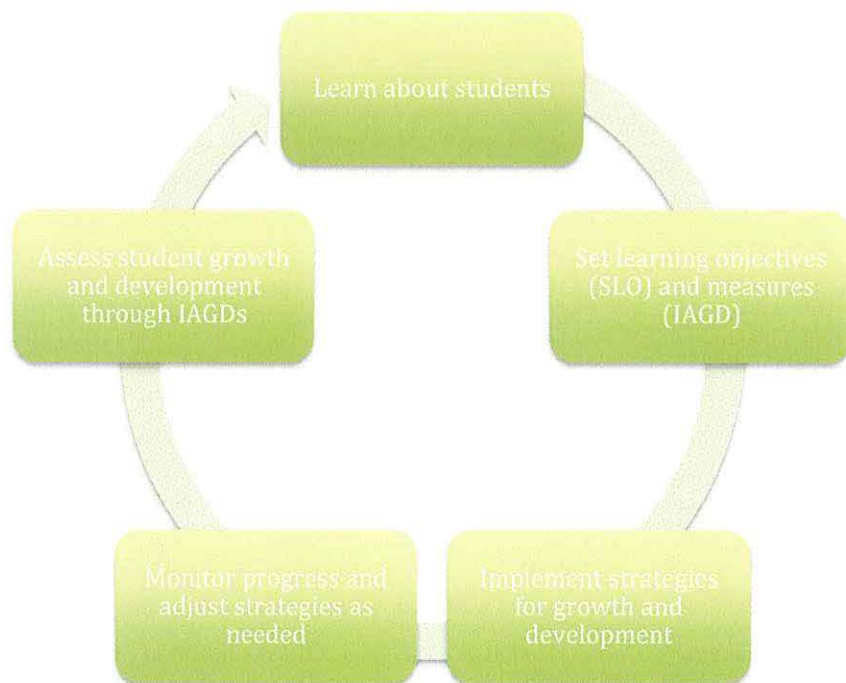 Learn about students
Set learning objectives
(SLO) and measures
(IAGD)
Implement strategies
for growth and
development
Monitor progress and
adjust strategies as
needed
Assess student growth
and development
through IAGDs